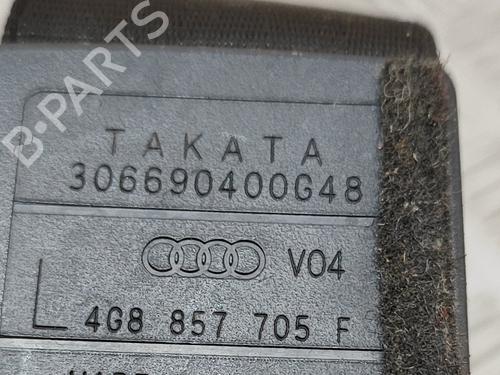 TAKATA
306690400G48
V04
L 4G8 857 705 F
B-PARTS